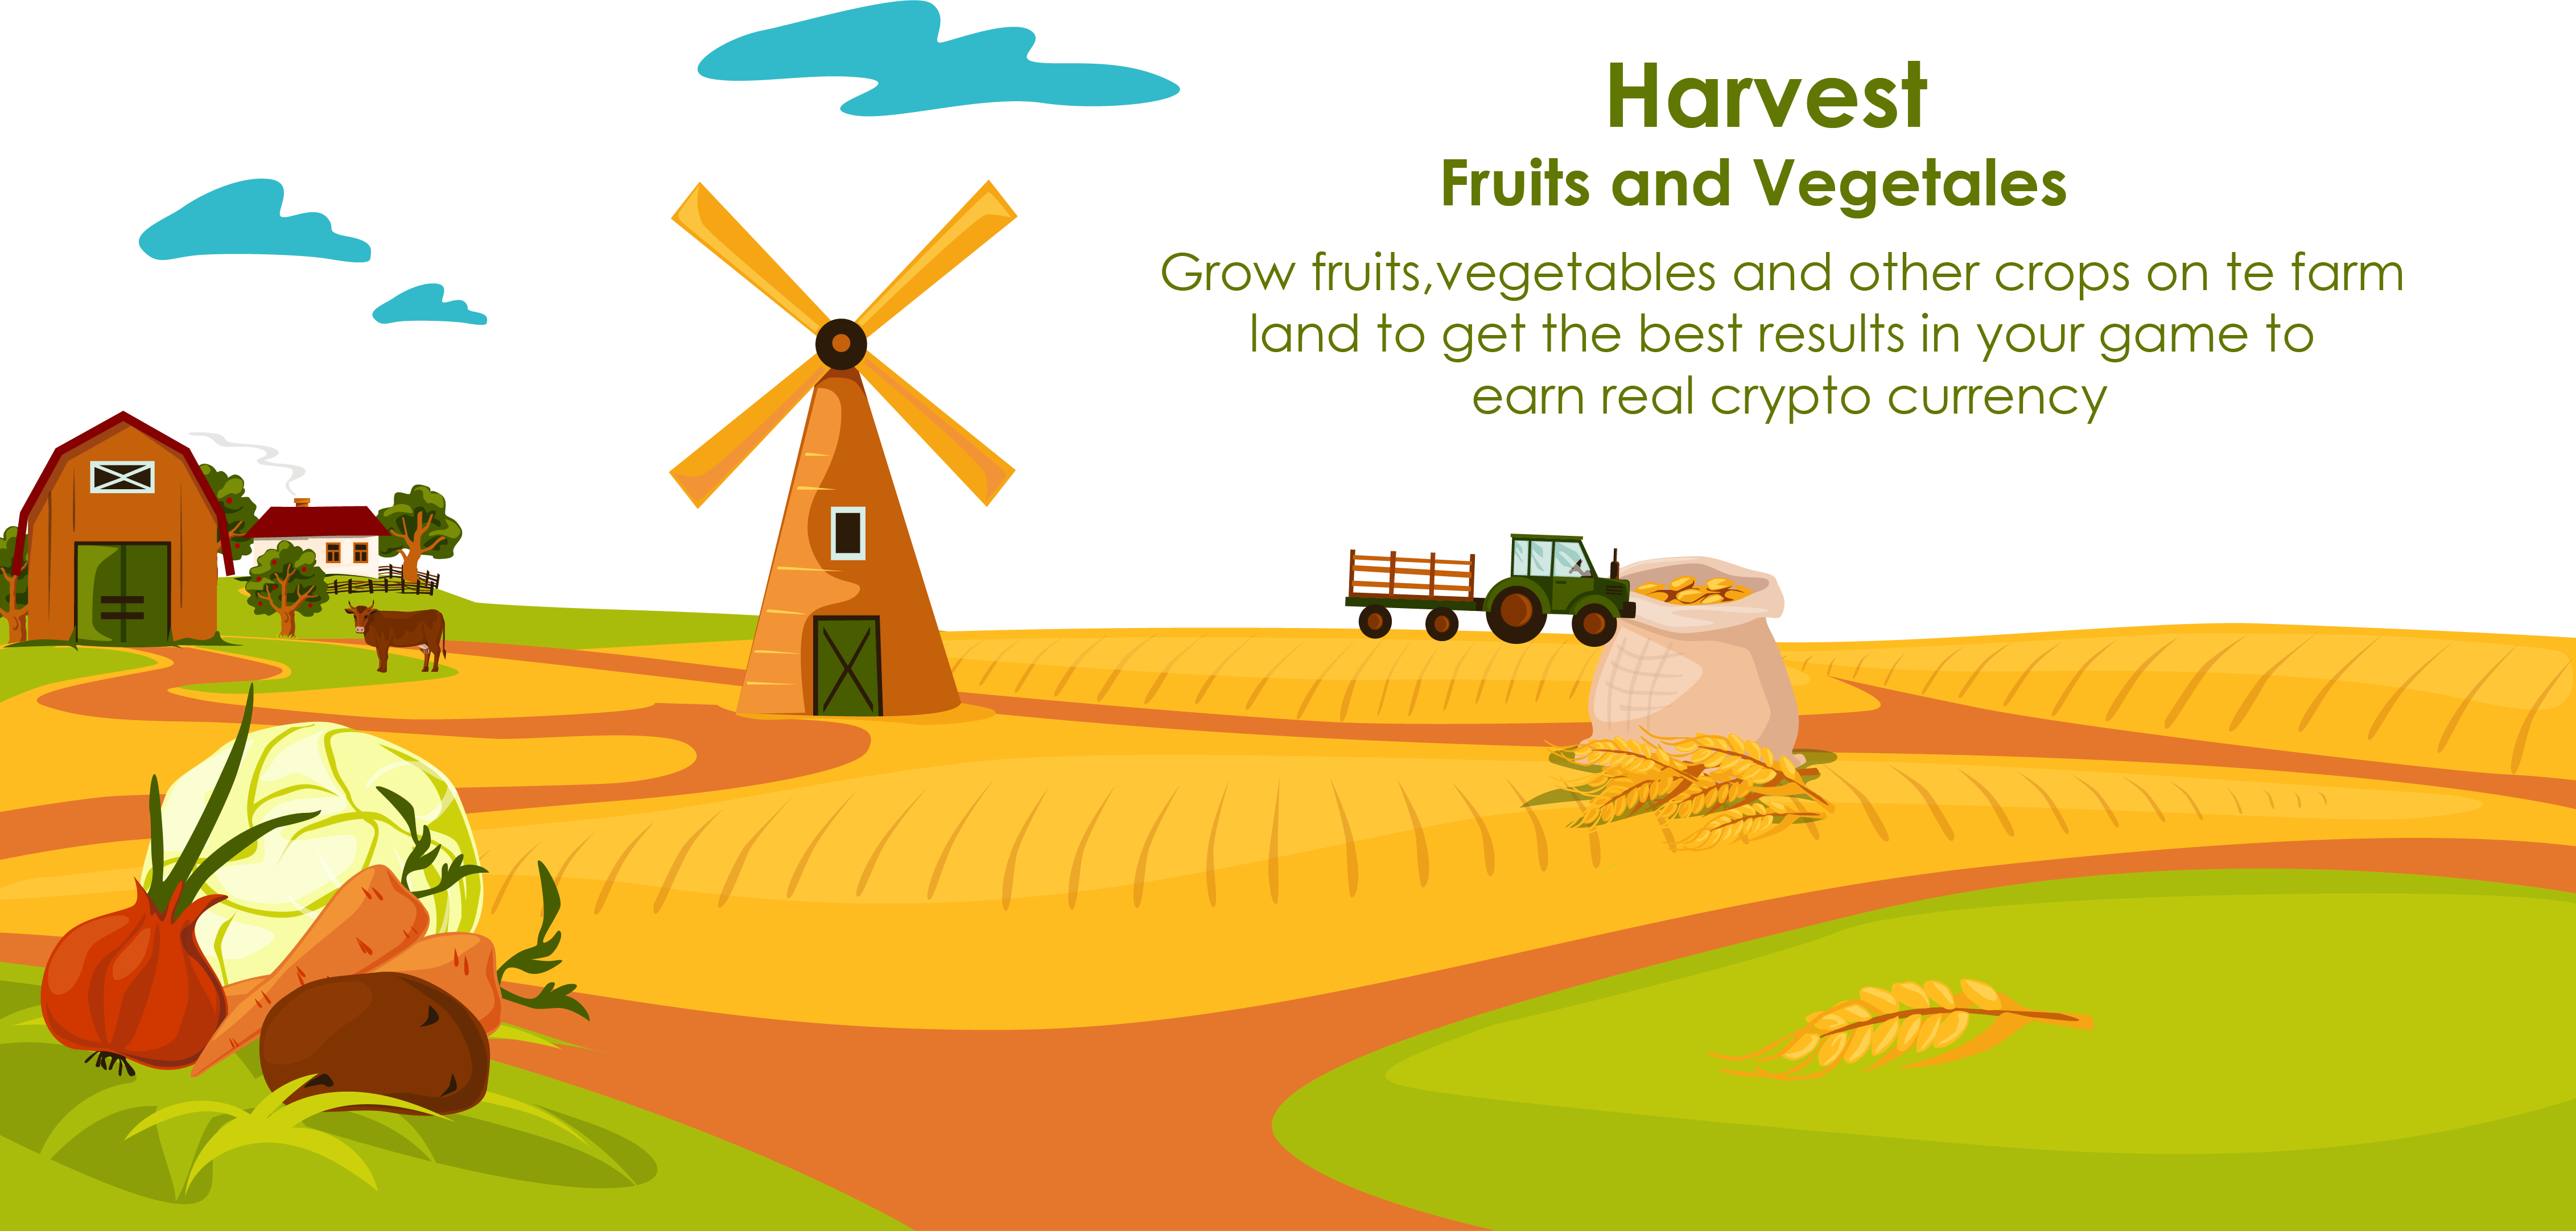 Harvest
Fruits and Vegetales
Grow fruits,vegetables and other crops on te farm
land to get the best results in your game to
earn real crypto currency